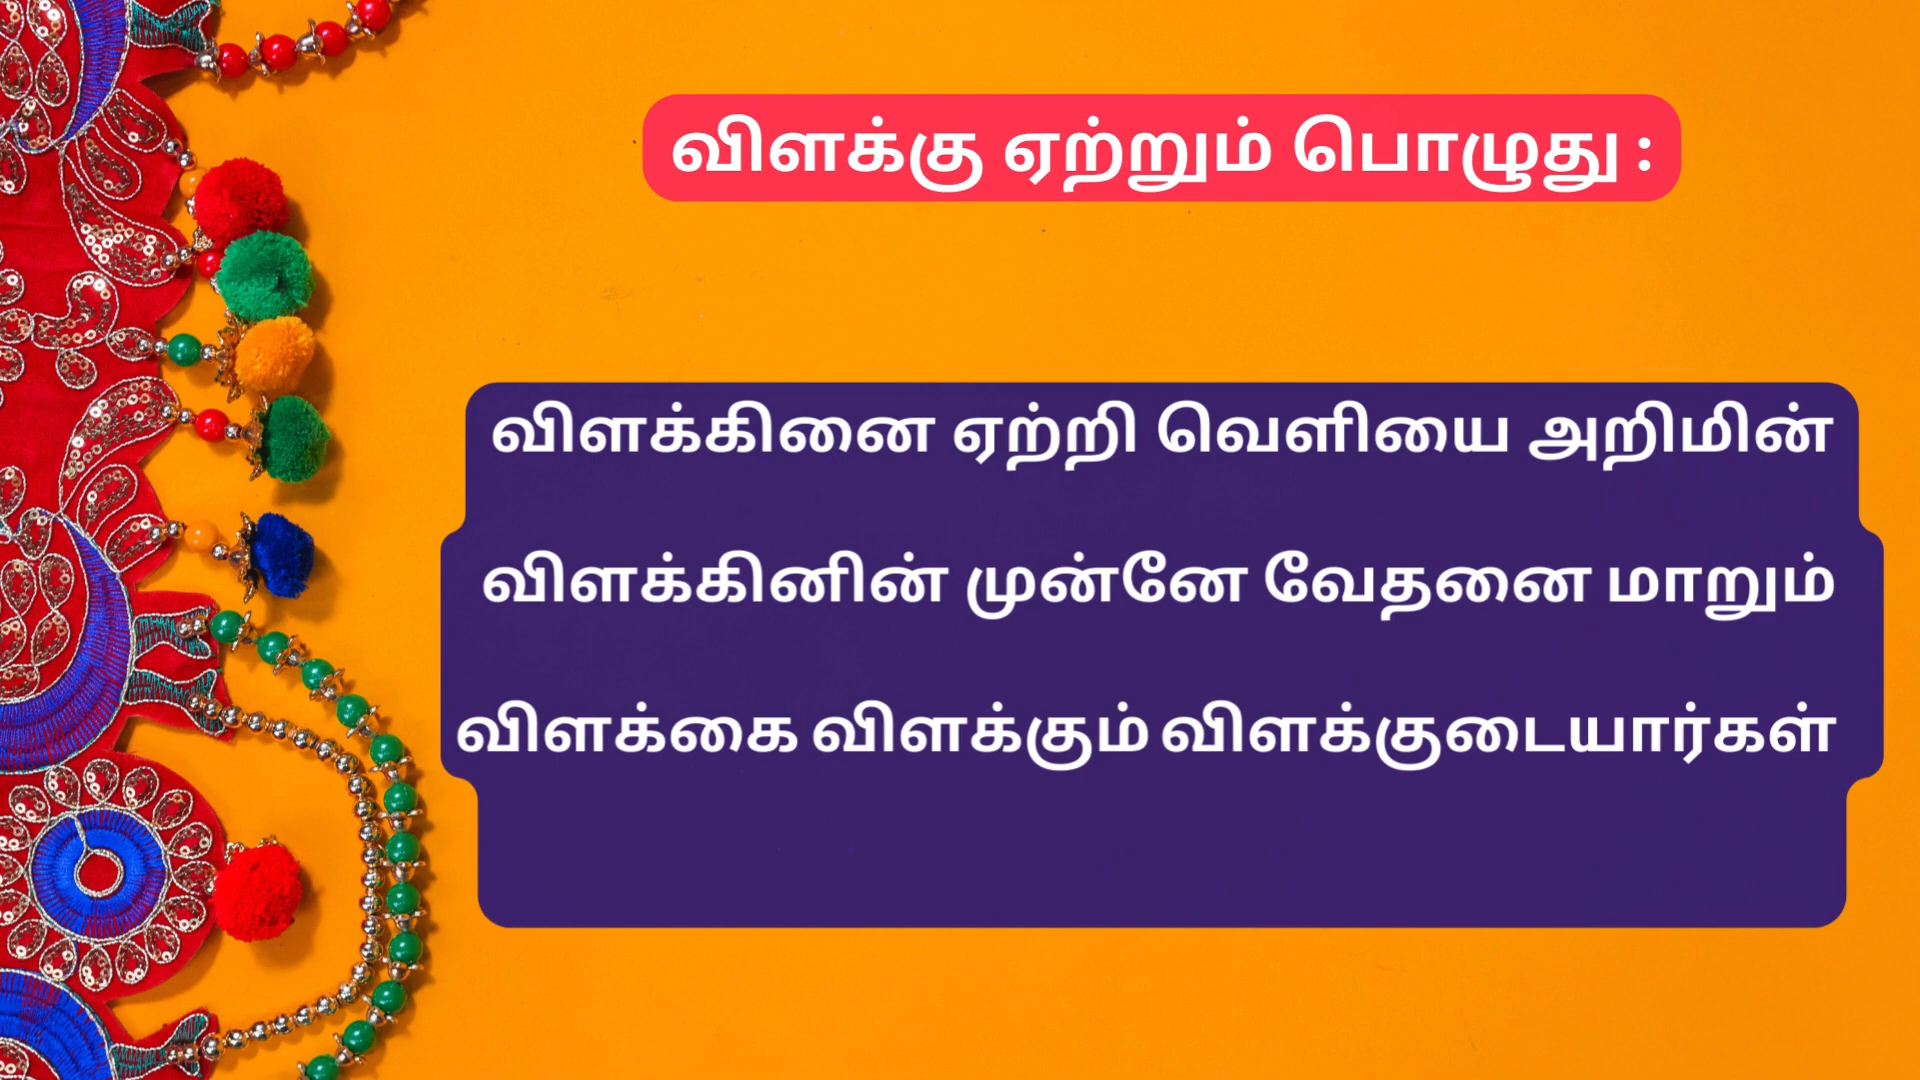 விளக்கு ஏற்றும் பொழுது :
விளக்கினை ஏற்றி வெளியை அறிமின்
விளக்கினின் முன்னே வேதனை மாறும்
விளக்கை விளக்கும் விளக்குடையார்கள்